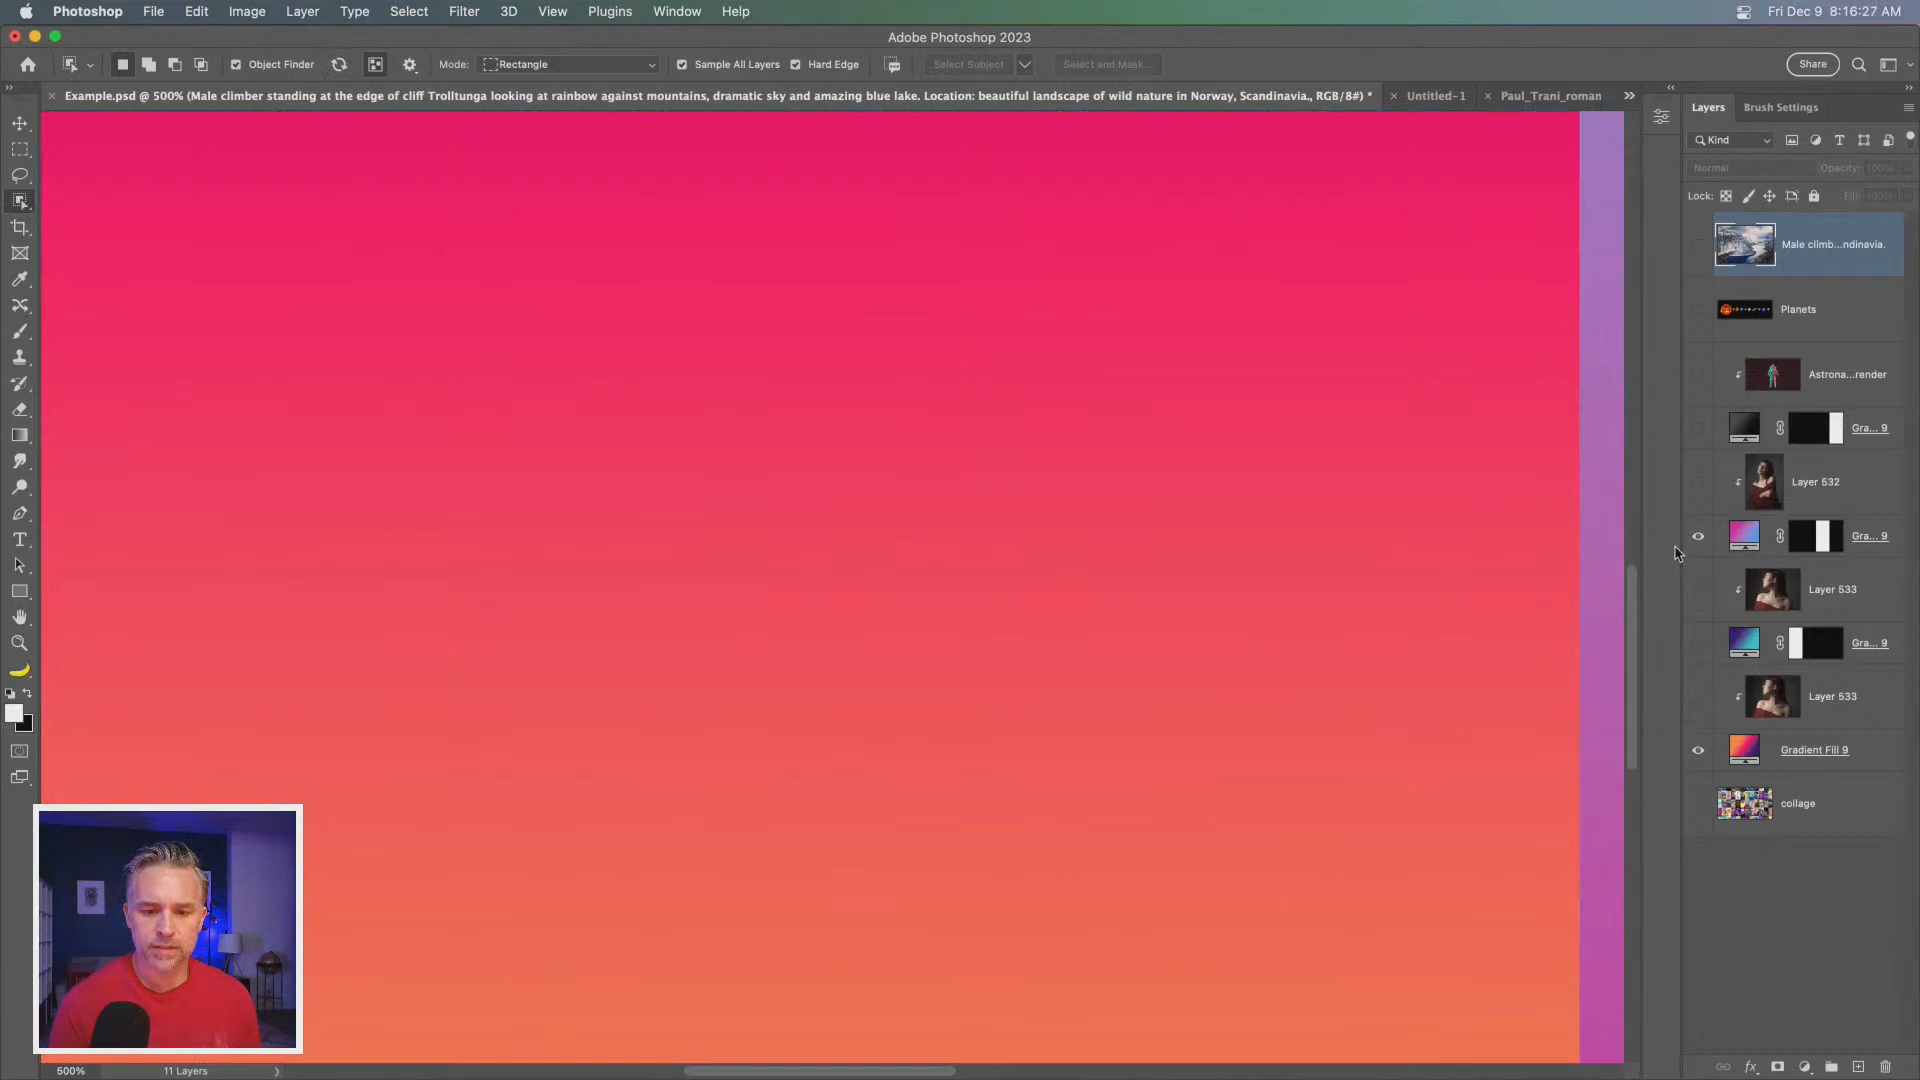 Photoshop File Edit Image Layer Type Select Filter 3D View Plugins Window Help Fri Dec 9 8:16:27 AM
Adobe Photoshop 2023
Object Finder Mode: Rectangle Sample All Layers Hard Edge Select Subject Select and Mask... Share
Example.psd @ 500% (Male climber standing at the edge of cliff Trolltunga looking at rainbow against mountains, dramatic sky and amazing blue lake. Location: beautiful landscape of wild nature in Norway, Scandinavia., RGB/8#) * Untitled-1 Paul_Trani_roman
Layers Brush Settings
Kind
Normal Opacity: 100%
Lock: Fill: 100%
Male climb...ndinavia.
Planets
Astrona...render
Gra... 9
Layer 532
Gra... 9
Layer 533
Gra... 9
Layer 533
Gradient Fill 9
collage
500% 11 Layers